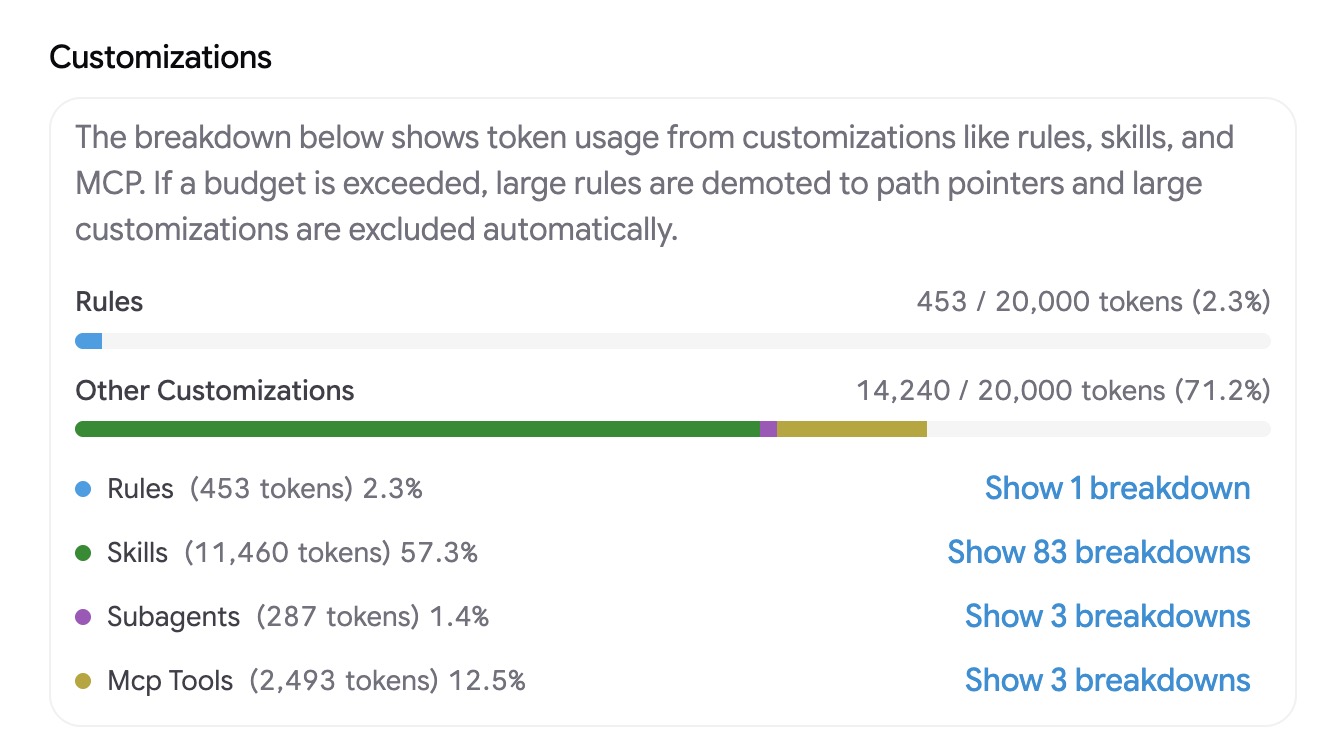 Customizations
The breakdown below shows token usage from customizations like rules, skills, and
MCP. If a budget is exceeded, large rules are demoted to path pointers and large
customizations are excluded automatically.
Rules 453 / 20,000 tokens (2.3%)
Other Customizations 14,240 / 20,000 tokens (71.2%)
Rules (453 tokens) 2.3% Show 1 breakdown
Skills (11,460 tokens) 57.3% Show 83 breakdowns
Subagents (287 tokens) 1.4% Show 3 breakdowns
Mcp Tools (2,493 tokens) 12.5% Show 3 breakdowns